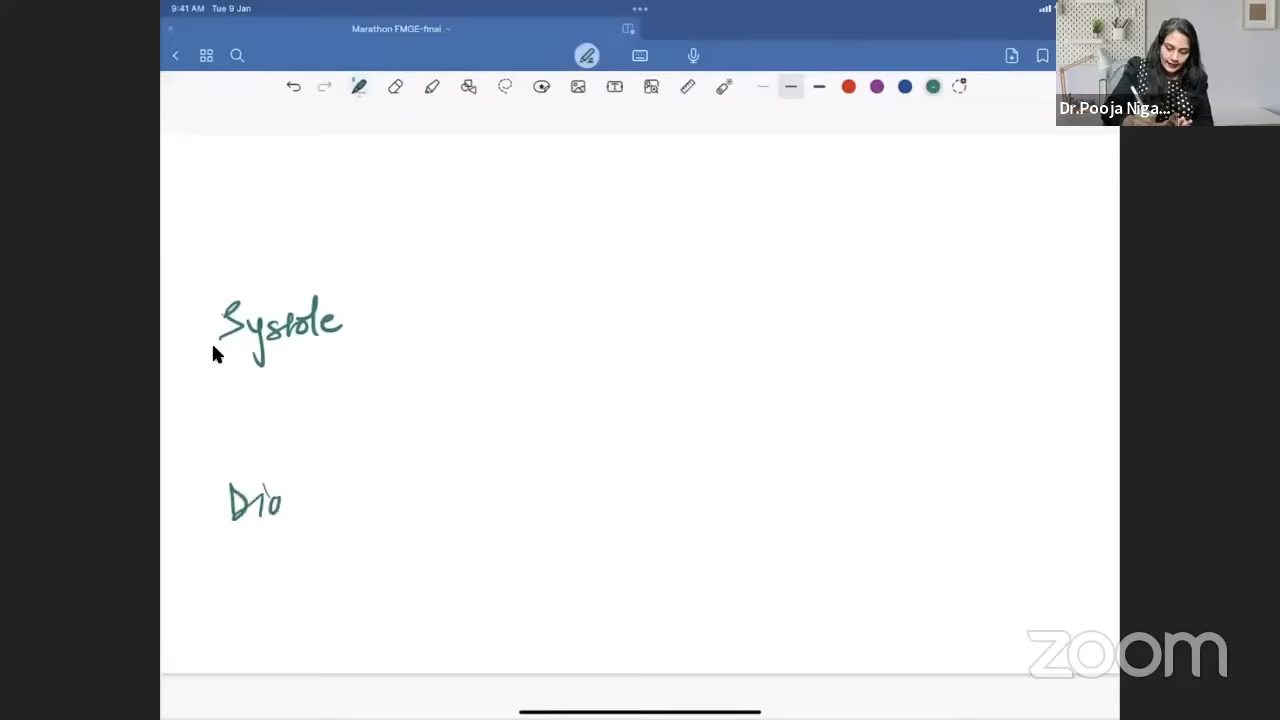 9:41 AM Tue 9 Jan
Marathon FMGE-final
Dr.Pooja Niga...
Systole
Dia
zoom